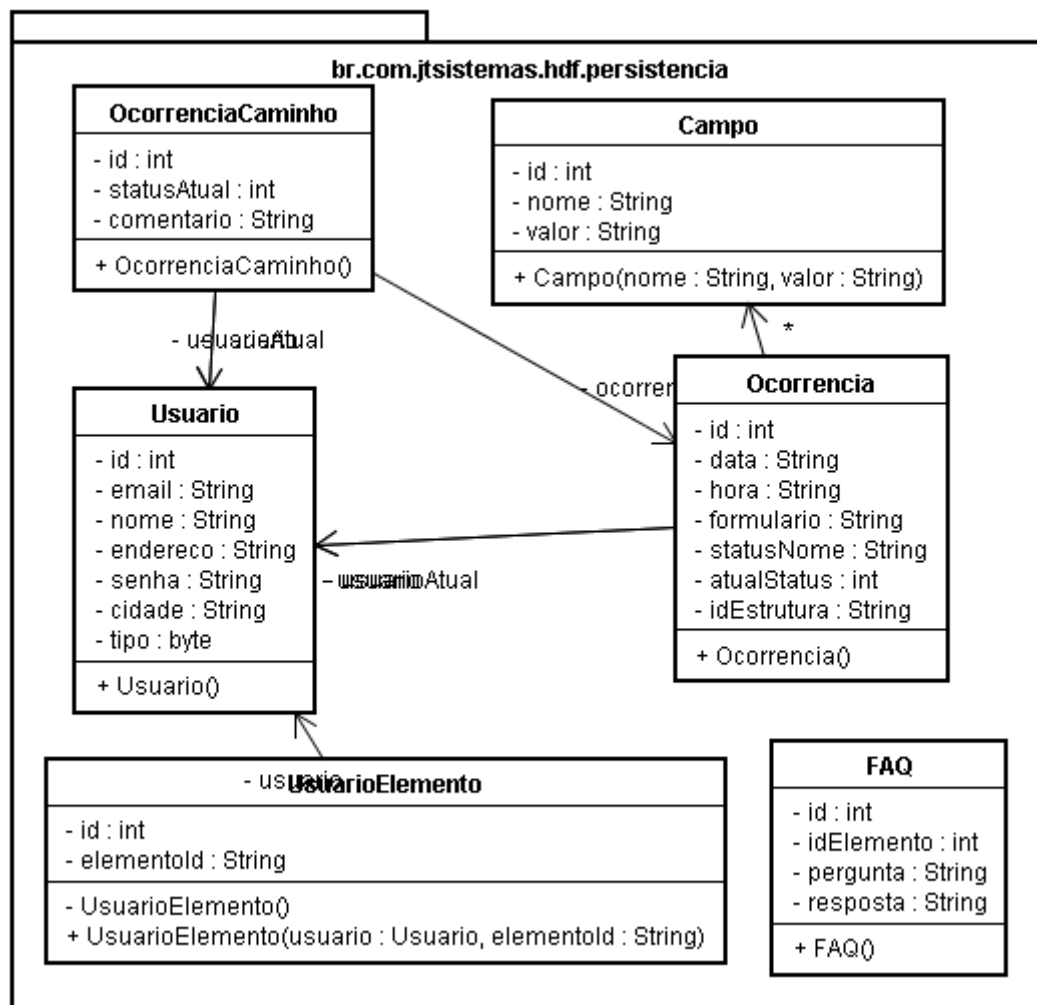 br.com.jtsistemas.hdf.persistencia
OcorrenciaCaminho
- id : int
- statusAtual : int
- comentario : String
+ OcorrenciaCaminho()
Campo
- id : int
- nome : String
- valor : String
+ Campo(nome : String, valor : String)
*
- ocorren
Usuario
- id : int
- email : String
- nome : String
- endereco : String
- senha : String
- cidade : String
- tipo : byte
+ Usuario()
Ocorrencia
- id : int
- data : String
- hora : String
- formulario : String
- statusNome : String
- atualStatus : int
- idEstrutura : String
+ Ocorrencia()
- usuario
UsuarioElemento
- id : int
- elementoId : String
- UsuarioElemento()
+ UsuarioElemento(usuario : Usuario, elementoId : String)
FAQ
- id : int
- idElemento : int
- pergunta : String
- resposta : String
+ FAQ()